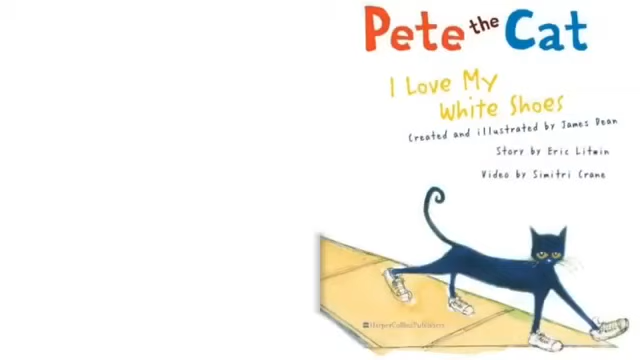 Pete the Cat
I Love My
White Shoes
Created and illustrated by James Dean
Story by Eric Litwin
Video by Simitri Crane
HarperCollinsPublishers